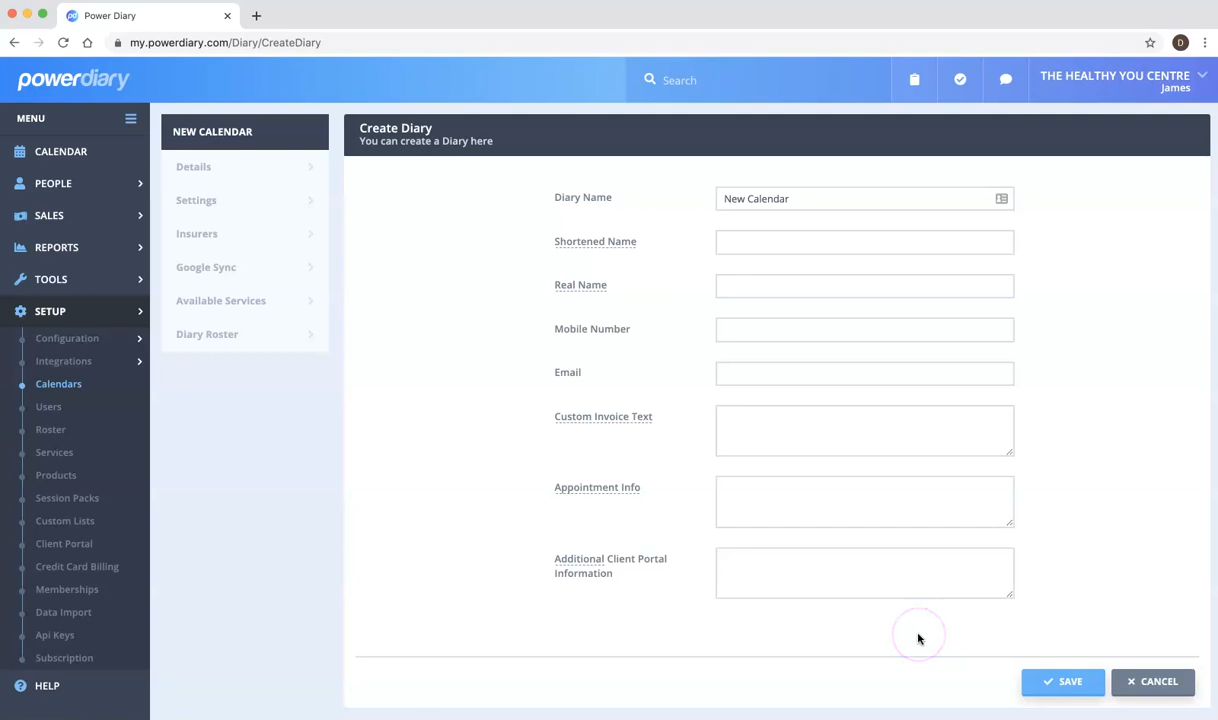 pd Power Diary
my.powerdiary.com/Diary/CreateDiary
D
powerdiary
Search
THE HEALTHY YOU CENTRE
James
MENU
CALENDAR
PEOPLE
SALES
REPORTS
TOOLS
SETUP
Configuration
Integrations
Calendars
Users
Roster
Services
Products
Session Packs
Custom Lists
Client Portal
Credit Card Billing
Memberships
Data Import
Api Keys
Subscription
HELP
NEW CALENDAR
Details
Settings
Insurers
Google Sync
Available Services
Diary Roster
Create Diary
You can create a Diary here
Diary Name
New Calendar
Shortened Name
Real Name
Mobile Number
Email
Custom Invoice Text
Appointment Info
Additional Client Portal
Information
SAVE
CANCEL